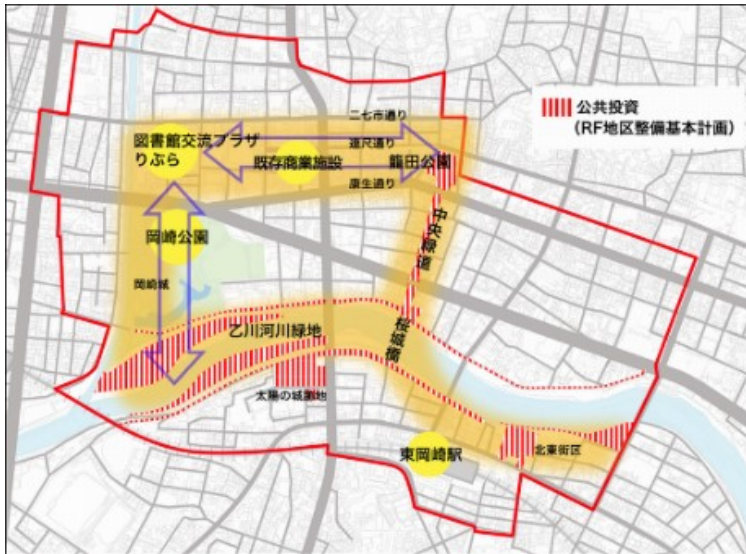 公共投資
(RF地区整備基本計画)
二七市通り
図書館交流プラザ
りぶら
連尺通り
既存商業施設
籠田公園
康生通り
中央緑道
岡崎公園
岡崎城
乙川河川緑地
桜城橋
太陽の城跡地
東岡崎駅
北東街区